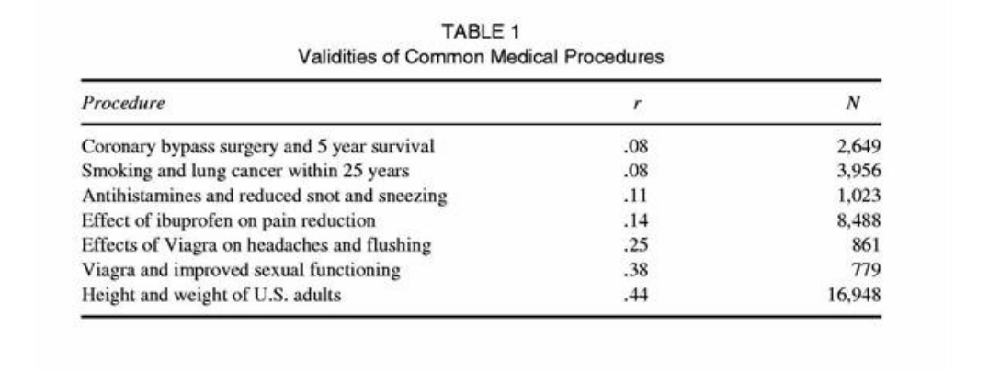 TABLE 1
Validities of Common Medical Procedures
Procedure r N
Coronary bypass surgery and 5 year survival .08 2,649
Smoking and lung cancer within 25 years .08 3,956
Antihistamines and reduced snot and sneezing .11 1,023
Effect of ibuprofen on pain reduction .14 8,488
Effects of Viagra on headaches and flushing .25 861
Viagra and improved sexual functioning .38 779
Height and weight of U.S. adults .44 16,948